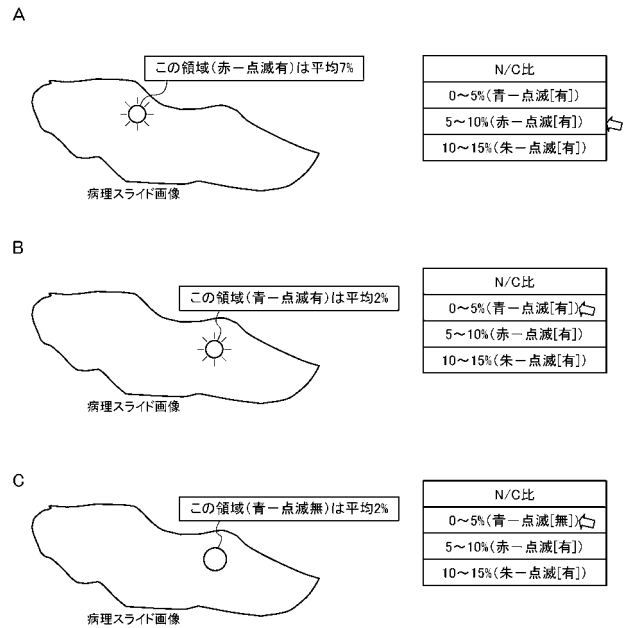 A
この領域(赤ー点滅有)は平均7%
N/C比
0～5%(青ー点滅[有])
5～10%(赤ー点滅[有])
10～15%(朱ー点滅[有])
病理スライド画像
B
この領域(青ー点滅有)は平均2%
N/C比
0～5%(青ー点滅[有])
5～10%(赤ー点滅[有])
10～15%(朱ー点滅[有])
病理スライド画像
C
この領域(青ー点滅無)は平均2%
N/C比
0～5%(青ー点滅[無])
5～10%(赤ー点滅[有])
10～15%(朱ー点滅[有])
病理スライド画像